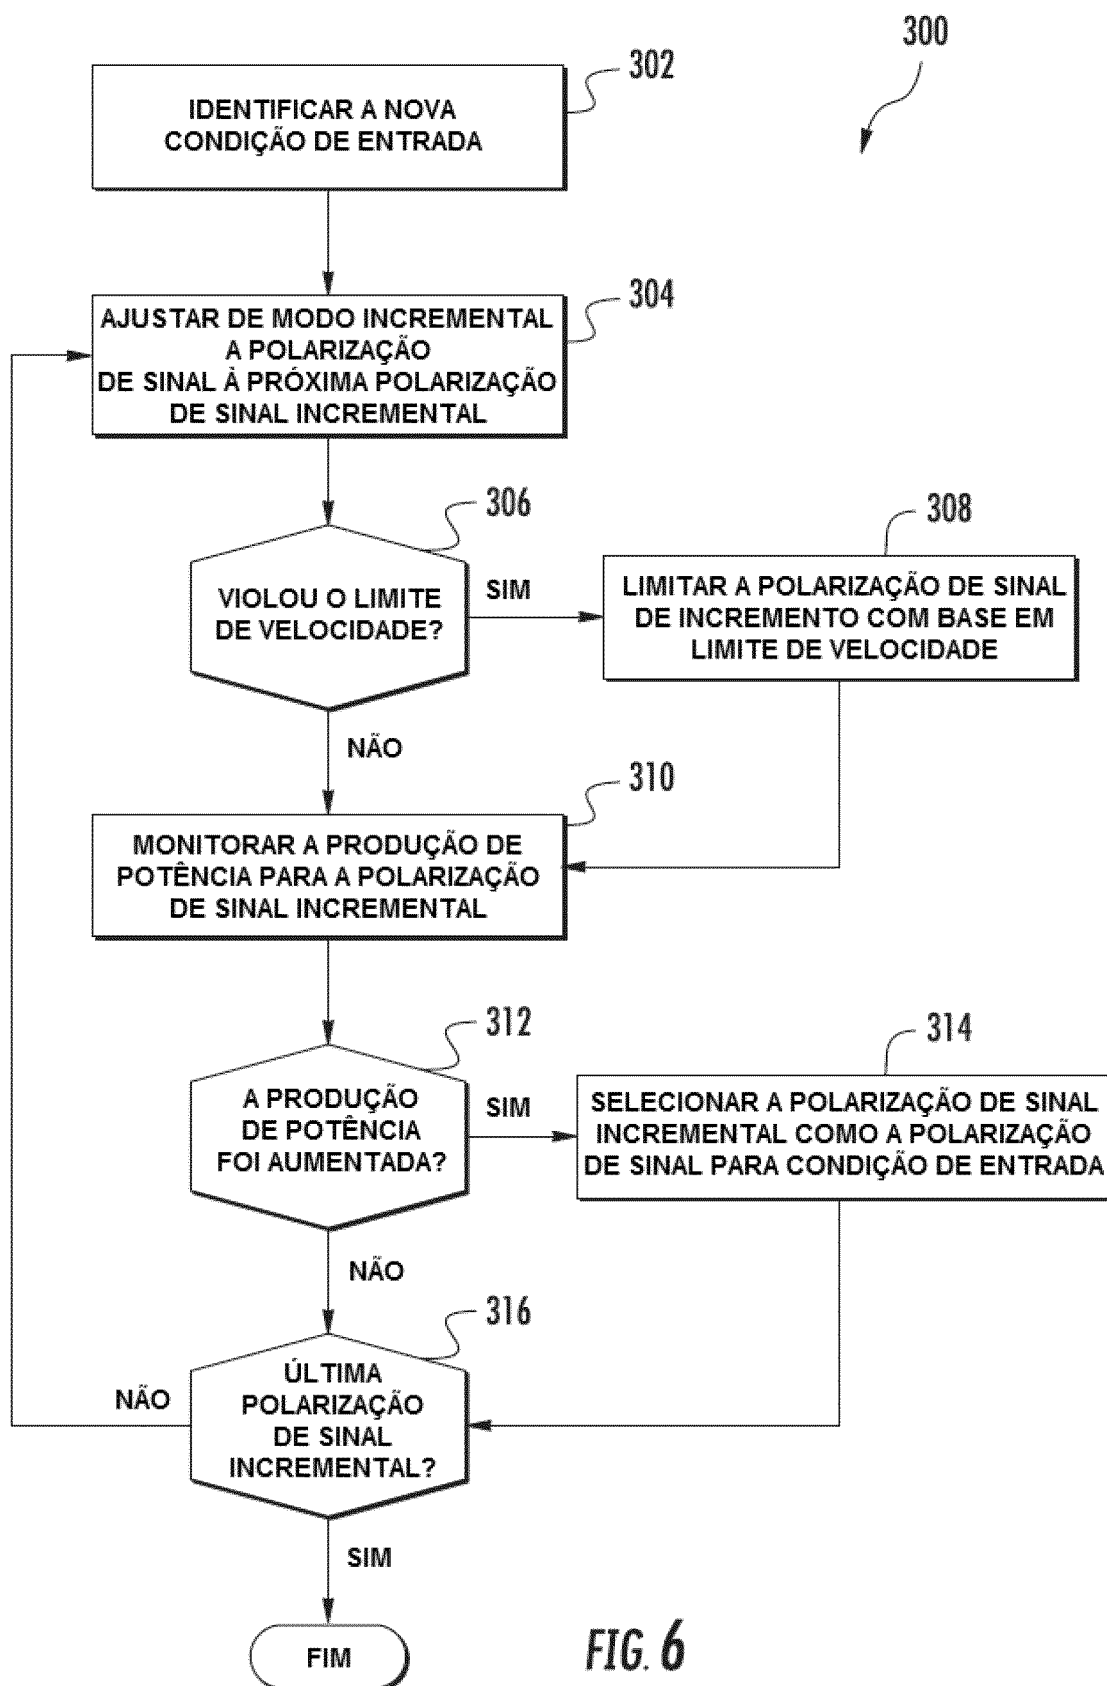 300
302
IDENTIFICAR A NOVA
CONDIÇÃO DE ENTRADA
304
AJUSTAR DE MODO INCREMENTAL
A POLARIZAÇÃO
DE SINAL À PRÓXIMA POLARIZAÇÃO
DE SINAL INCREMENTAL
306
VIOLOU O LIMITE
DE VELOCIDADE?
SIM
308
LIMITAR A POLARIZAÇÃO DE SINAL
DE INCREMENTO COM BASE EM
LIMITE DE VELOCIDADE
NÃO
310
MONITORAR A PRODUÇÃO DE
POTÊNCIA PARA A POLARIZAÇÃO
DE SINAL INCREMENTAL
312
A PRODUÇÃO
DE POTÊNCIA
FOI AUMENTADA?
SIM
314
SELECIONAR A POLARIZAÇÃO DE SINAL
INCREMENTAL COMO A POLARIZAÇÃO
DE SINAL PARA CONDIÇÃO DE ENTRADA
NÃO
316
ÚLTIMA
POLARIZAÇÃO
DE SINAL
INCREMENTAL?
NÃO
SIM
FIM
FIG. 6